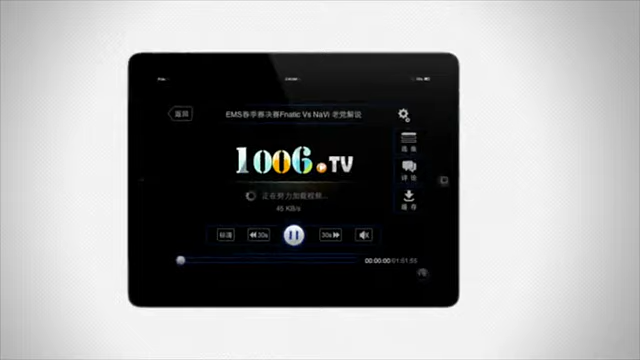 返回
EMS春季赛决赛Fnatic Vs NaVi 老党解说
1006.TV
选集
评论
缓存
正在努力加载视频...
45 KB/s
标清
30s
30s
00:00:00/01:01:55